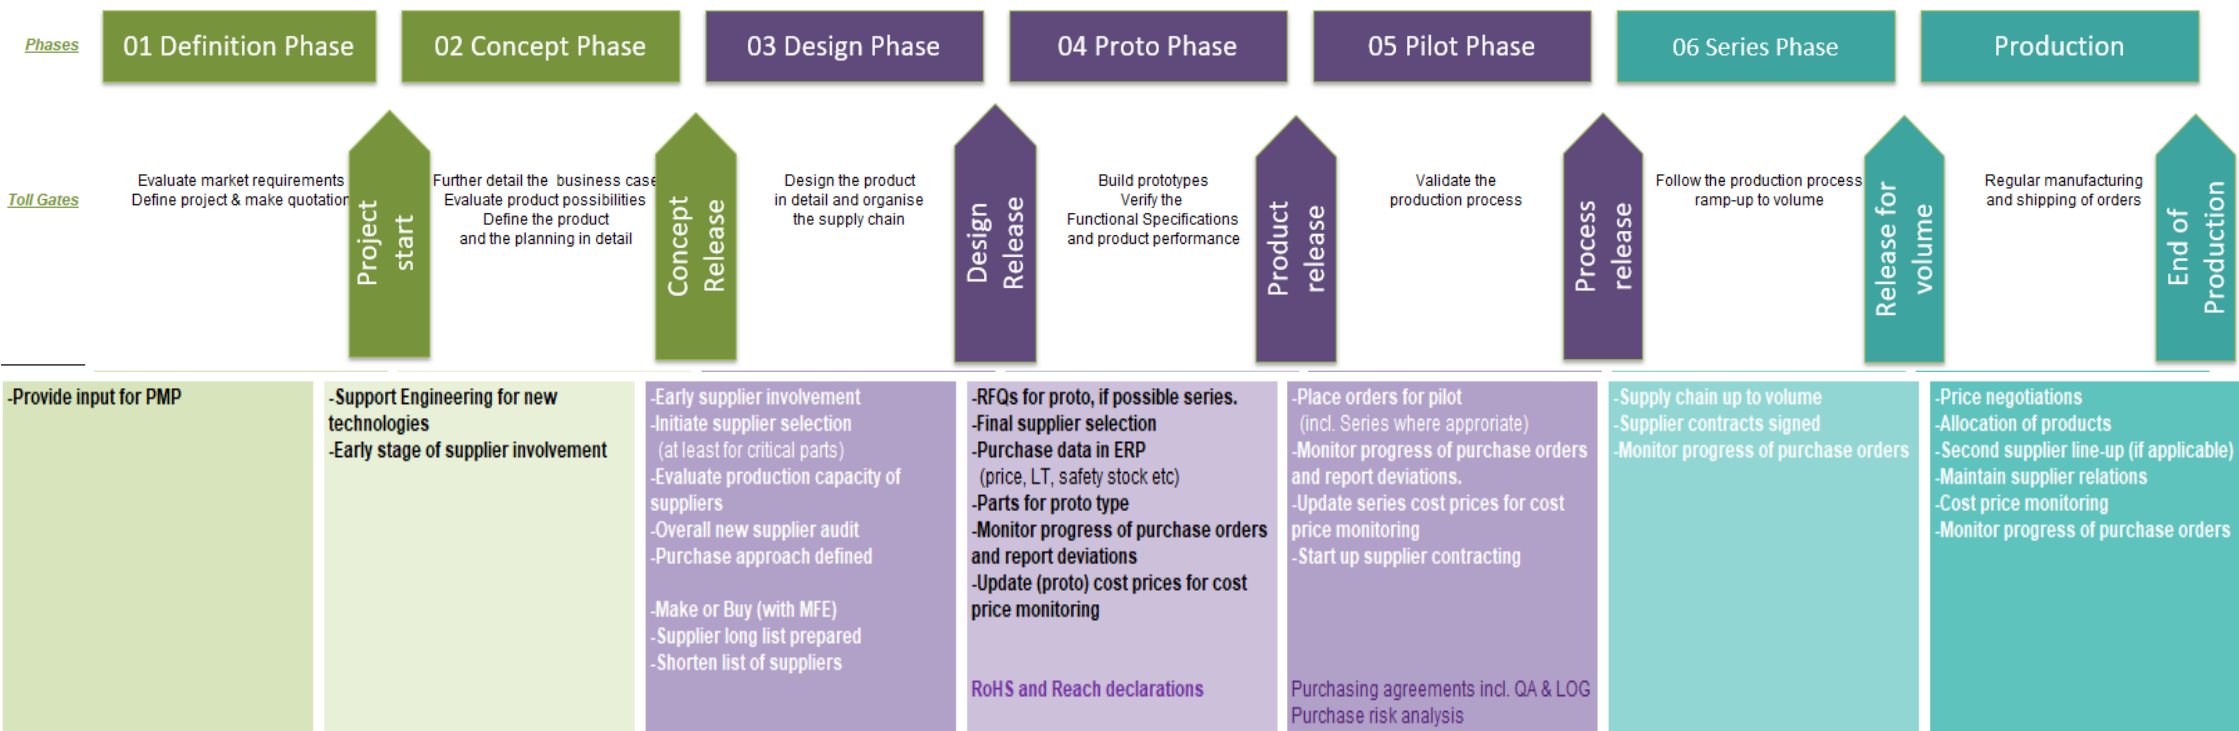 Phases
01 Definition Phase
02 Concept Phase
03 Design Phase
04 Proto Phase
05 Pilot Phase
06 Series Phase
Production
Toll Gates
Evaluate market requirements
Define project & make quotation
Project
start
Further detail the  business case
Evaluate product possibilities
Define the product
and the planning in detail
Concept
Release
Design the product
in detail and organise
the supply chain
Design
Release
Build prototypes
Verify the
Functional Specifications
and product performance
Product
release
Validate the
production process
Process
release
Follow the production process
ramp-up to volume
Release for
volume
Regular manufacturing
and shipping of orders
End of
Production
-Provide input for PMP
-Support Engineering for new
technologies
-Early stage of supplier involvement
-Early supplier involvement
-Initiate supplier selection
(at least for critical parts)
-Evaluate production capacity of
suppliers
-Overall new supplier audit
-Purchase approach defined
-Make or Buy (with MFE)
-Supplier long list prepared
-Shorten list of suppliers
-RFQs for proto, if possible series.
-Final supplier selection
-Purchase data in ERP
(price, LT, safety stock etc)
-Parts for proto type
-Monitor progress of purchase orders
and report deviations
-Update (proto) cost prices for cost
price monitoring
RoHS and Reach declarations
-Place orders for pilot
(incl. Series where approriate)
-Monitor progress of purchase orders
and report deviations.
-Update series cost prices for cost
price monitoring
-Start up supplier contracting
Purchasing agreements incl. QA & LOG
Purchase risk analysis
-Supply chain up to volume
-Supplier contracts signed
-Monitor progress of purchase orders
-Price negotiations
-Allocation of products
-Second supplier line-up (if applicable)
-Maintain supplier relations
-Cost price monitoring
-Monitor progress of purchase orders